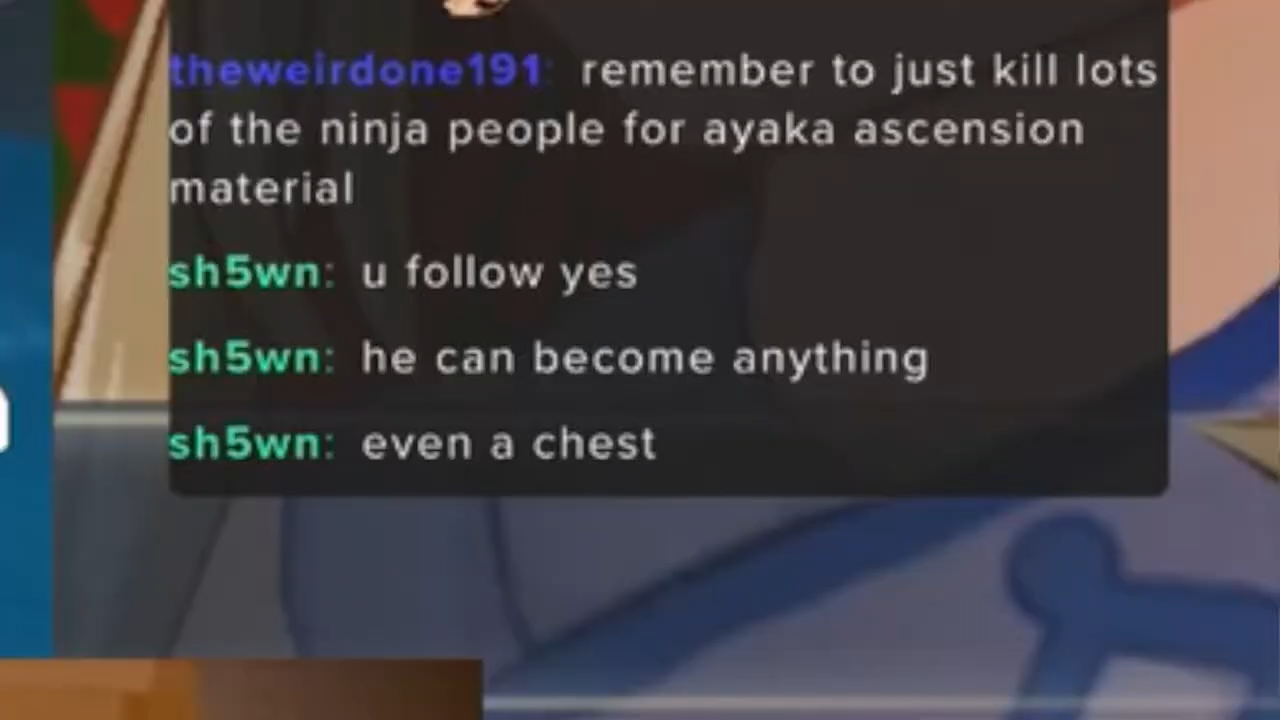 theweirdone191: remember to just kill lots
of the ninja people for ayaka ascension
material
sh5wn: u follow yes
sh5wn: he can become anything
sh5wn: even a chest